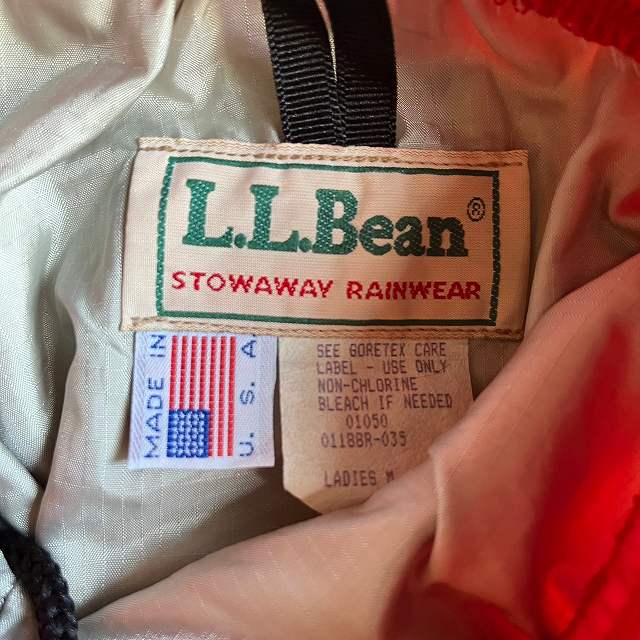 L.L.Bean®
STOWAWAY RAINWEAR
MADE IN
U. S. A
SEE GORETEX CARE
LABEL - USE ONLY
NON-CHLORINE
BLEACH IF NEEDED
01050
0118BR-035
LADIES M